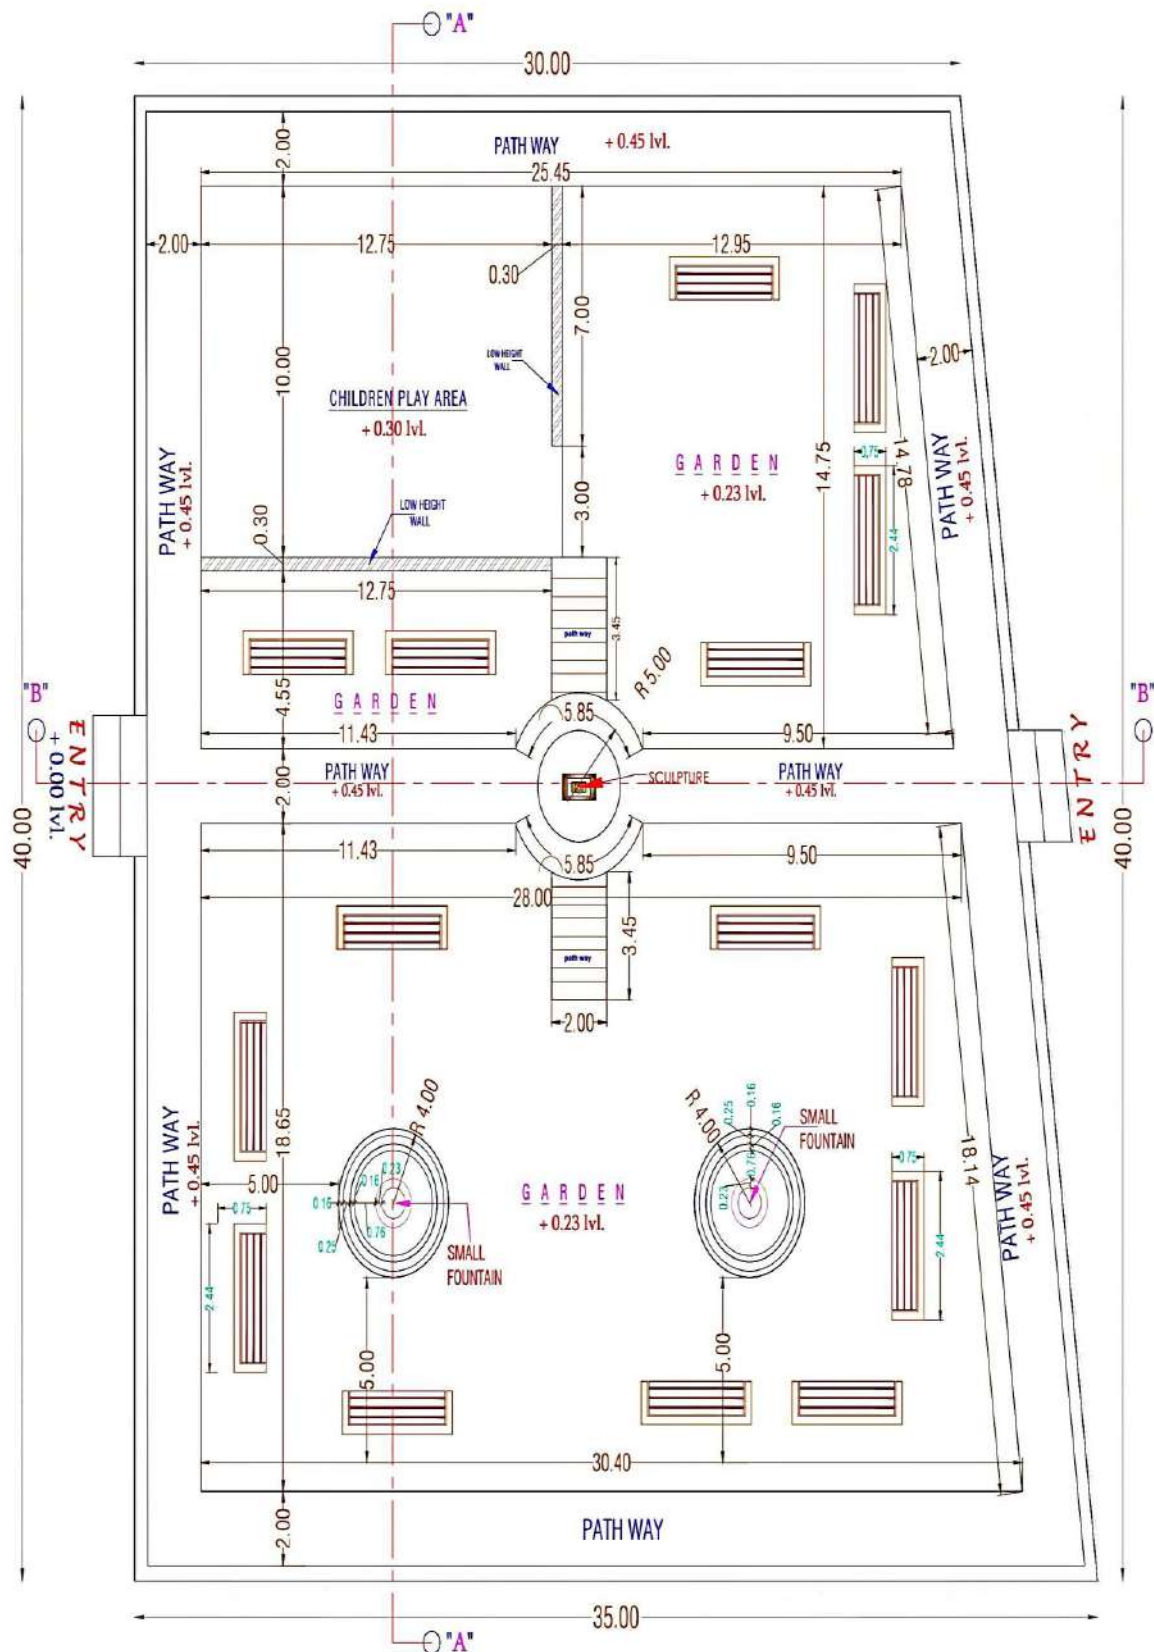 "A"
30.00
PATH WAY + 0.45 lvl.
2.00
25.45
2.00
12.75
12.95
0.30
7.00
LOW HEIGHT
WALL
2.00
10.00
CHILDREN PLAY AREA
+ 0.30 lvl.
14.75
14.78
GARDEN
+ 0.23 lvl.
0.75
PATH WAY
+ 0.45 lvl.
PATH WAY
+ 0.45 lvl.
3.00
LOW HEIGHT
WALL
0.30
2.44
12.75
path way
3.45
R 5.00
4.55
GARDEN
"B"
"B"
5.85
11.43
9.50
ENTRY
+ 0.00 lvl.
ENTRY
2.00
PATH WAY
+0.45 lvl.
SCULPTURE
PATH WAY
+0.45 lvl.
40.00
40.00
11.43
5.85
9.50
28.00
3.45
path way
2.00
PATH WAY
+ 0.45 lvl.
18.65
R 4.00
R 4.00
0.25
0.16
0.16
SMALL
FOUNTAIN
18.14
0.75
5.00
0.23
0.16
0.16
0.76
0.25
0.75
0.76
0.23
GARDEN
+ 0.23 lvl.
SMALL
FOUNTAIN
PATH WAY
+ 0.45 lvl.
2.44
2.44
5.00
5.00
30.40
2.00
PATH WAY
35.00
"A"